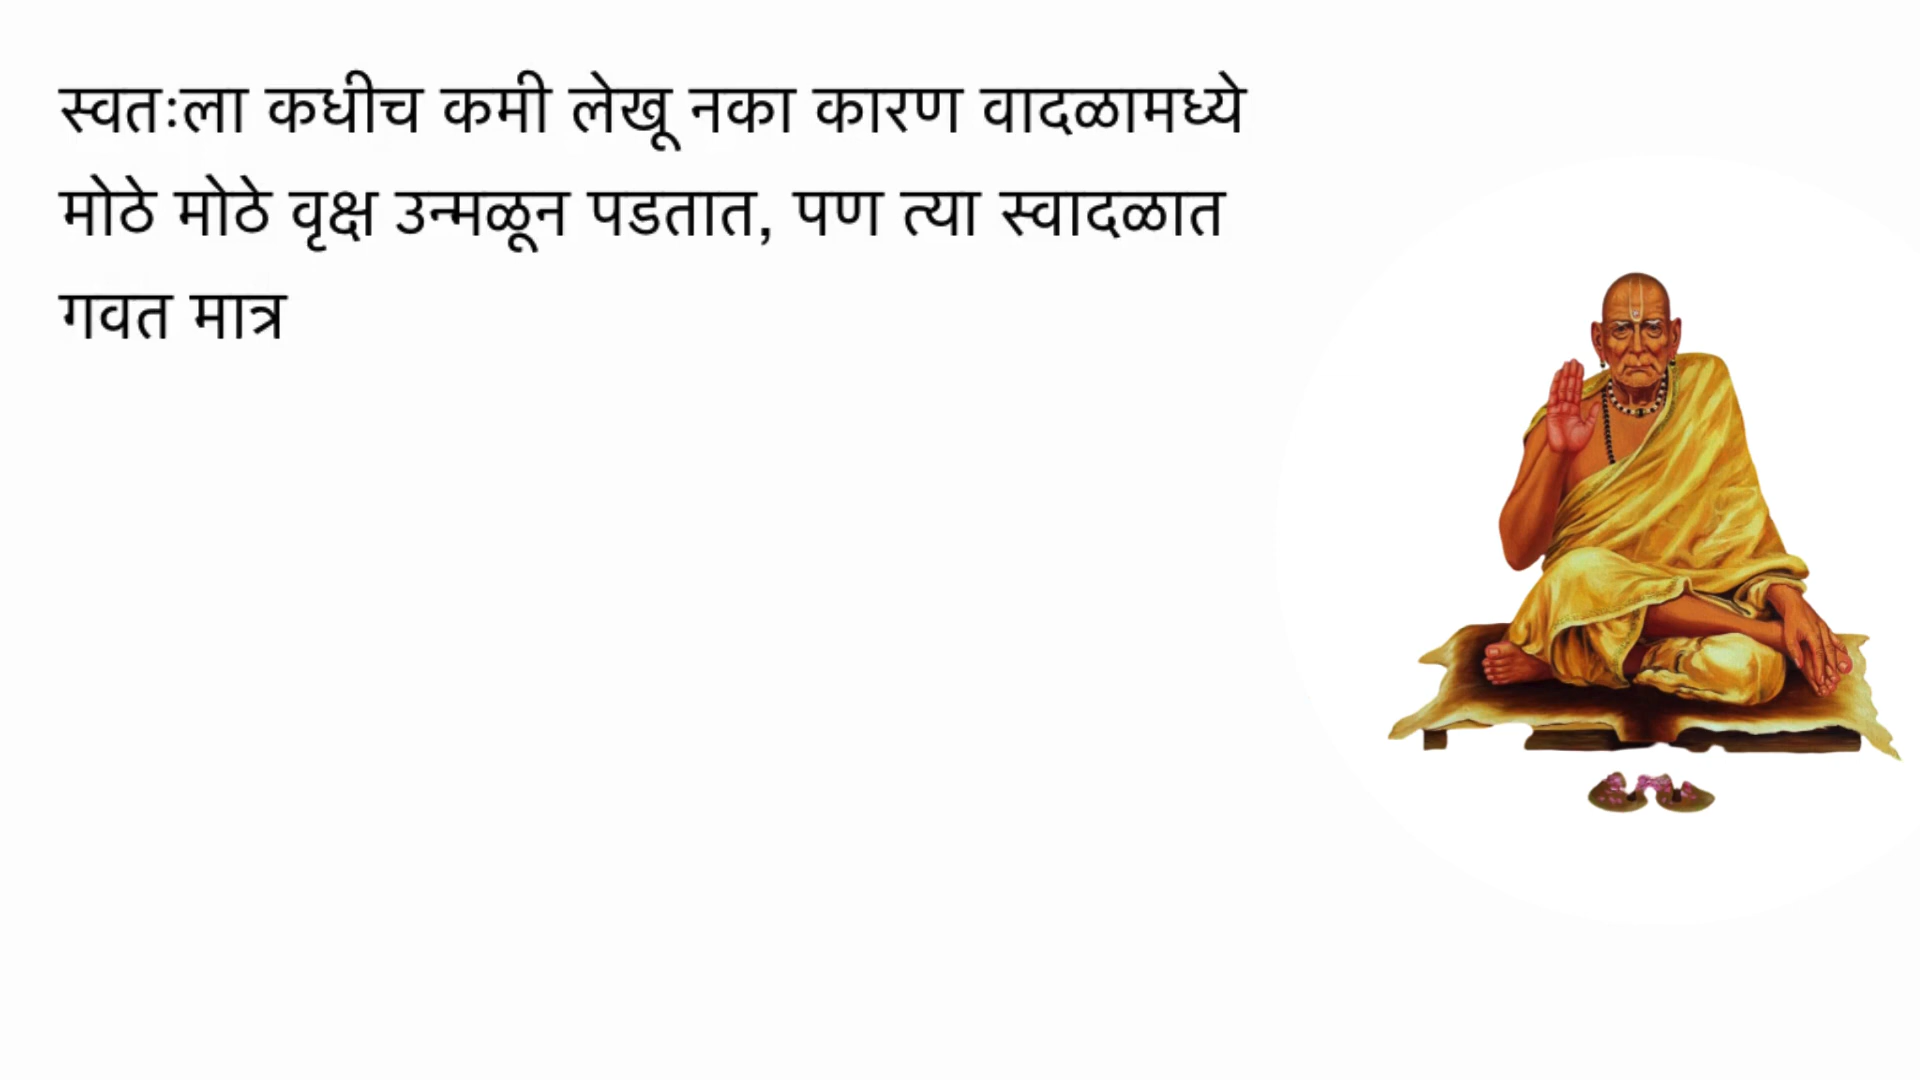 स्वतःला कधीच कमी लेखू नका कारण वादळामध्ये
मोठे मोठे वृक्ष उन्मळून पडतात, पण त्या स्वादळात
गवत मात्र